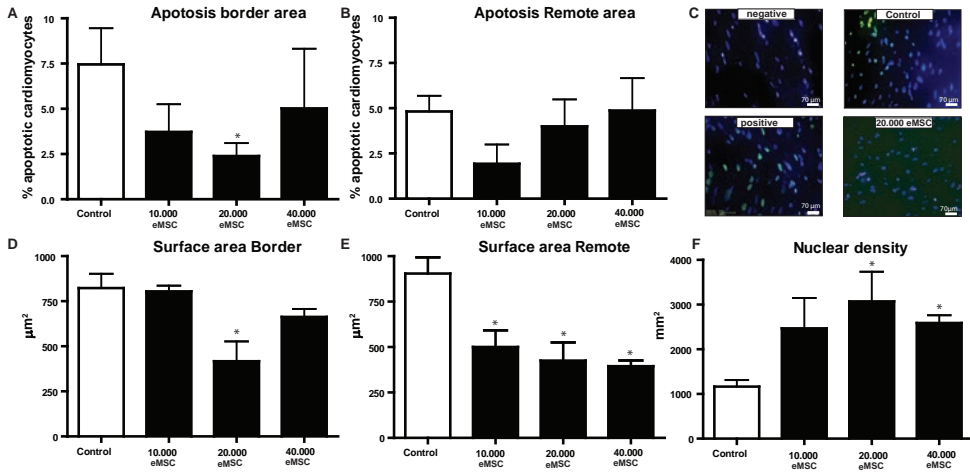 A
Apotosis border area
% apoptotic cardiomyocytes
10.0
7.5
5.0
2.5
0.0
*
Control
10.000 eMSC
20.000 eMSC
40.000 eMSC
B
Apotosis Remote area
% apoptotic cardiomyocytes
10.0
7.5
5.0
2.5
0.0
Control
10.000 eMSC
20.000 eMSC
40.000 eMSC
C
negative
70 µm
Control
70 µm
positive
70 µm
20.000 eMSC
70µm
D
Surface area Border
µm²
1000
750
500
250
0
*
Control
10.000 eMSC
20.000 eMSC
40.000 eMSC
E
Surface area Remote
µm²
1000
750
500
250
0
*
*
*
Control
10.000 eMSC
20.000 eMSC
40.000 eMSC
F
Nuclear density
mm²
4000
3000
2000
1000
0
*
*
Control
10.000 eMSC
20.000 eMSC
40.000 eMSC